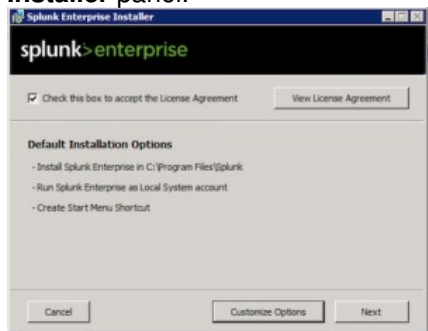 installer panel.
Splunk Enterprise Installer
splunk>enterprise
Check this box to accept the License Agreement
View License Agreement
Default Installation Options
- Install Splunk Enterprise in C:\Program Files\Splunk
- Run Splunk Enterprise as Local System account
- Create Start Menu Shortcut
Cancel
Customize Options
Next